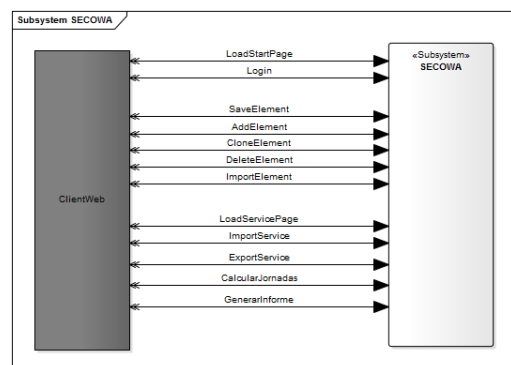 Subsystem SECOWA
ClientWeb
LoadStartPage
Login
SaveElement
AddElement
CloneElement
DeleteElement
ImportElement
LoadServicePage
ImportService
ExportService
CalcularJornadas
GenerarInforme
«Subsystem»
SECOWA